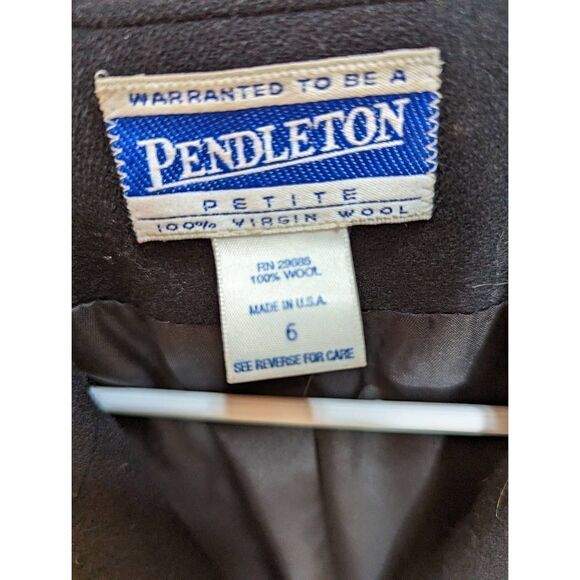 WARRANTED TO BE A
PENDLETON
PETITE
100% VIRGIN WOOL
RN 29685
100% WOOL
MADE IN U.S.A.
6
SEE REVERSE FOR CARE